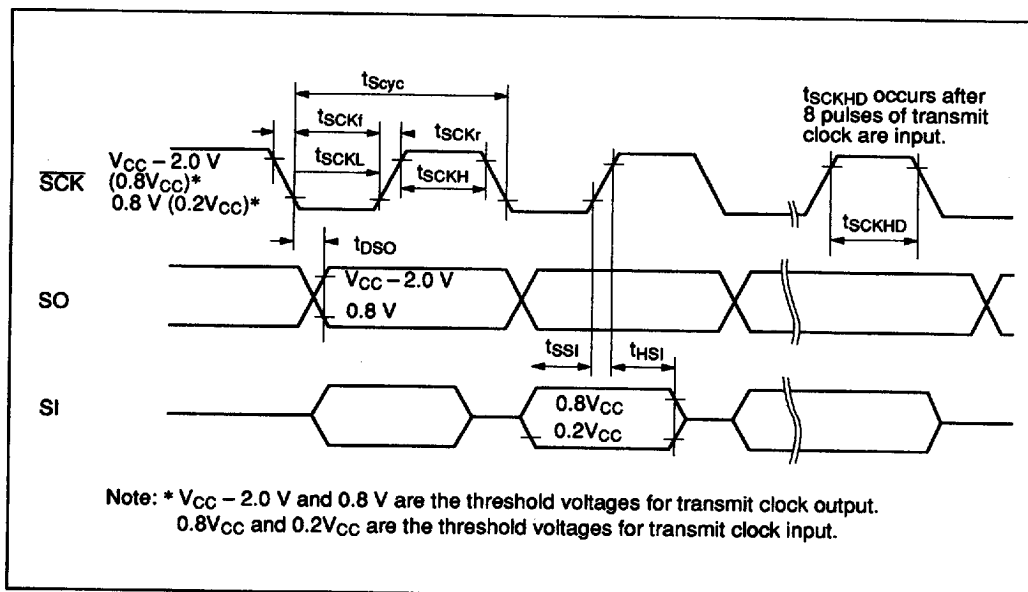 tScyc
tSCKf
tSCKr
tSCKHD occurs after
8 pulses of transmit
clock are input.
VCC – 2.0 V
(0.8VCC)*
0.8 V (0.2VCC)*
SCK
tSCKL
tSCKH
tSCKHD
tDSO
SO
VCC – 2.0 V
0.8 V
tSSI
tHSI
SI
0.8VCC
0.2VCC
Note: * VCC – 2.0 V and 0.8 V are the threshold voltages for transmit clock output.
0.8VCC and 0.2VCC are the threshold voltages for transmit clock input.